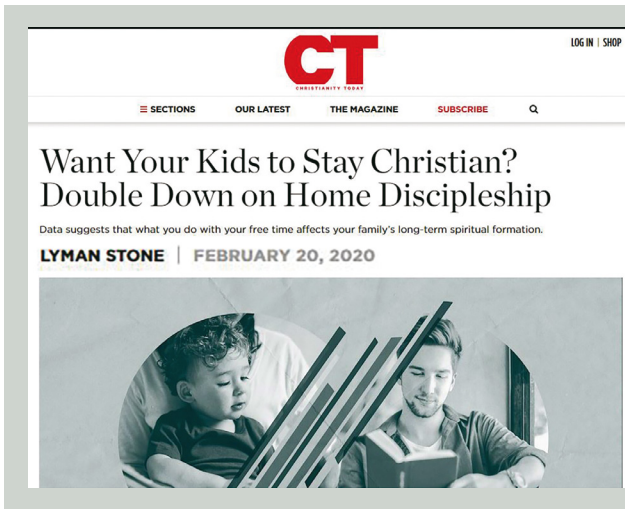 LOG IN | SHOP
CT
CHRISTIANITY TODAY
☰ SECTIONS OUR LATEST THE MAGAZINE SUBSCRIBE
Want Your Kids to Stay Christian?
Double Down on Home Discipleship
Data suggests that what you do with your free time affects your family's long-term spiritual formation.
LYMAN STONE | FEBRUARY 20, 2020